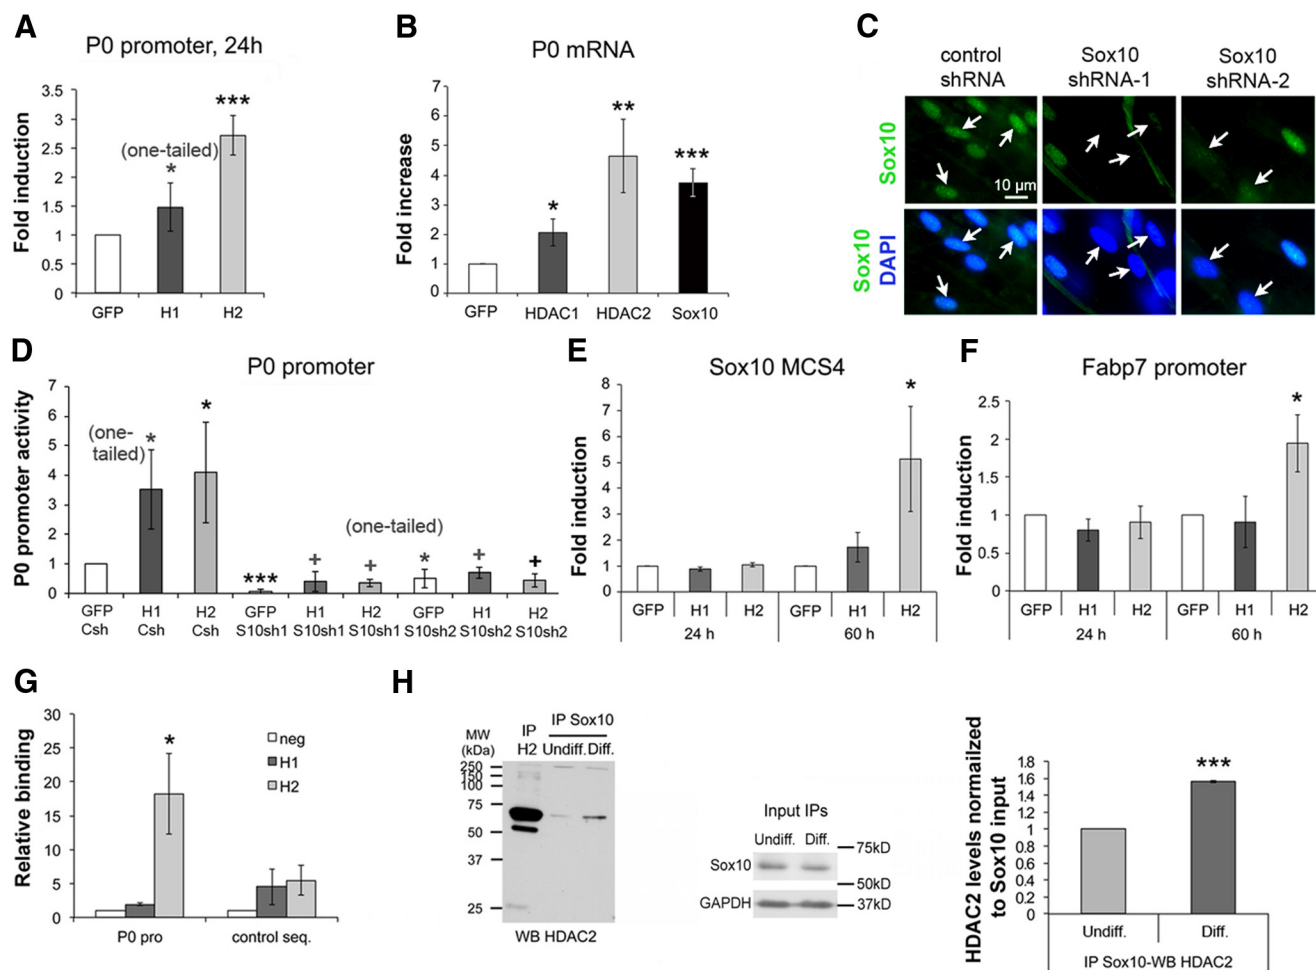 A
P0 promoter, 24h
Fold induction
3.5
3
2.5
2
1.5
1
0.5
0
(one-tailed)
*
***
GFP H1 H2
B
P0 mRNA
Fold increase
7
6
5
4
3
2
1
0
*
**
***
GFP HDAC1 HDAC2 Sox10
C
control shRNA
Sox10 shRNA-1
Sox10 shRNA-2
Sox10
10 µm
Sox10
DAPI
D
P0 promoter
P0 promoter activity
7
6
5
4
3
2
1
0
(one-
tailed)
*
*
(one-tailed)
*** + + * + +
GFP H1 H2 GFP H1 H2 GFP H1 H2
Csh Csh Csh S10sh1 S10sh1 S10sh1 S10sh2 S10sh2 S10sh2
E
Sox10 MCS4
Fold induction
8
7
6
5
4
3
2
1
0
*
GFP H1 H2 GFP H1 H2
24 h 60 h
F
Fabp7 promoter
Fold induction
2.5
2
1.5
1
0.5
0
*
GFP H1 H2 GFP H1 H2
24 h 60 h
G
Relative binding
30
25
20
15
10
5
0
*
neg
H1
H2
P0 pro control seq.
H
MW
(kDa)
IP
H2
IP Sox10
Undiff. Diff.
250
150
100
75
50
37
25
WB HDAC2
Input IPs
Undiff. Diff.
Sox10
GAPDH
75kD
50kD
37kD
HDAC2 levels normailzed
to Sox10 input
1.8
1.6
1.4
1.2
1
0.8
0.6
0.4
0.2
0
***
Undiff. Diff.
IP Sox10-WB HDAC2